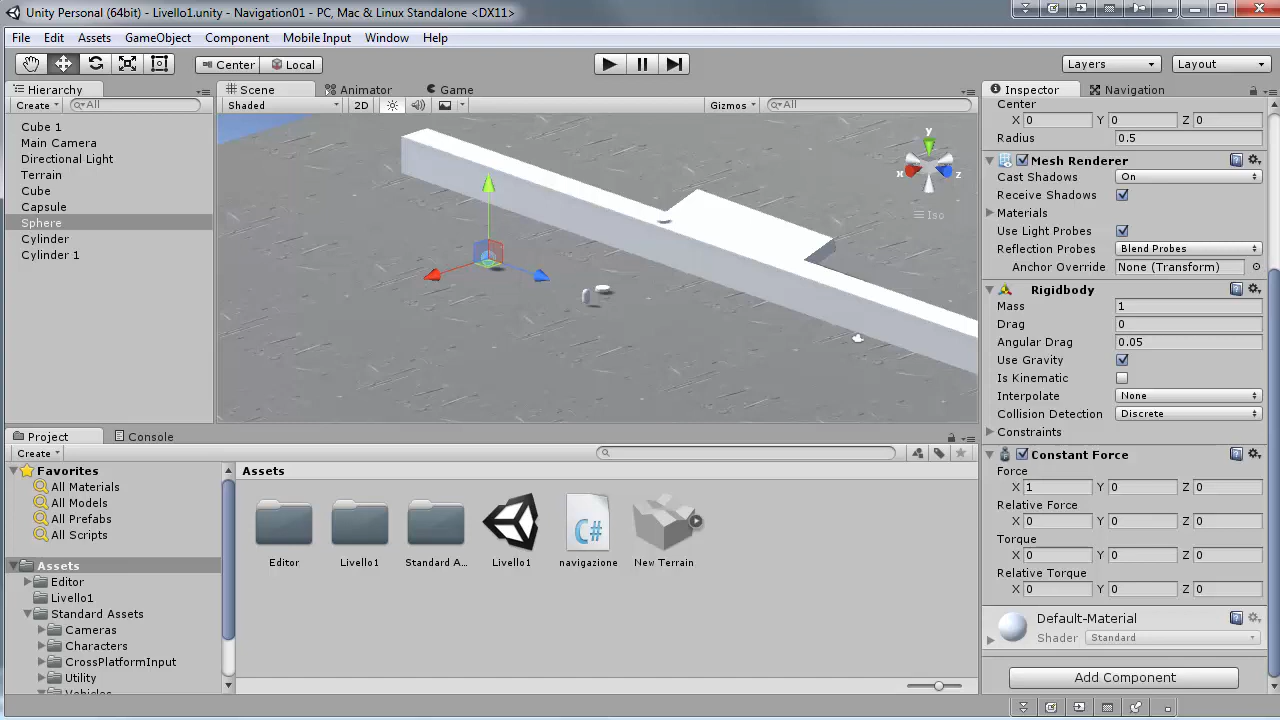 Unity Personal (64bit) - Livello1.unity - Navigation01 - PC, Mac & Linux Standalone <DX11>
File Edit Assets GameObject Component Mobile Input Window Help
Center Local Layers Layout
Hierarchy
Create All
Cube 1
Main Camera
Directional Light
Terrain
Cube
Capsule
Sphere
Cylinder
Cylinder 1
Scene Animator Game
Shaded 2D Gizmos All
y
x z
Iso
Project Console
Create
Favorites
All Materials
All Models
All Prefabs
All Scripts
Assets
Editor
Livello1
Standard Assets
Cameras
Characters
CrossPlatformInput
Utility
Vehicles
Assets
C#
Editor Livello1 Standard A... Livello1 navigazione New Terrain
Inspector Navigation
Center
X 0 Y 0 Z 0
Radius 0.5
Mesh Renderer
Cast Shadows On
Receive Shadows
Materials
Use Light Probes
Reflection Probes Blend Probes
Anchor Override None (Transform)
Rigidbody
Mass 1
Drag 0
Angular Drag 0.05
Use Gravity
Is Kinematic
Interpolate None
Collision Detection Discrete
Constraints
Constant Force
Force
X 1 Y 0 Z 0
Relative Force
X 0 Y 0 Z 0
Torque
X 0 Y 0 Z 0
Relative Torque
X 0 Y 0 Z 0
Default-Material
Shader Standard
Add Component